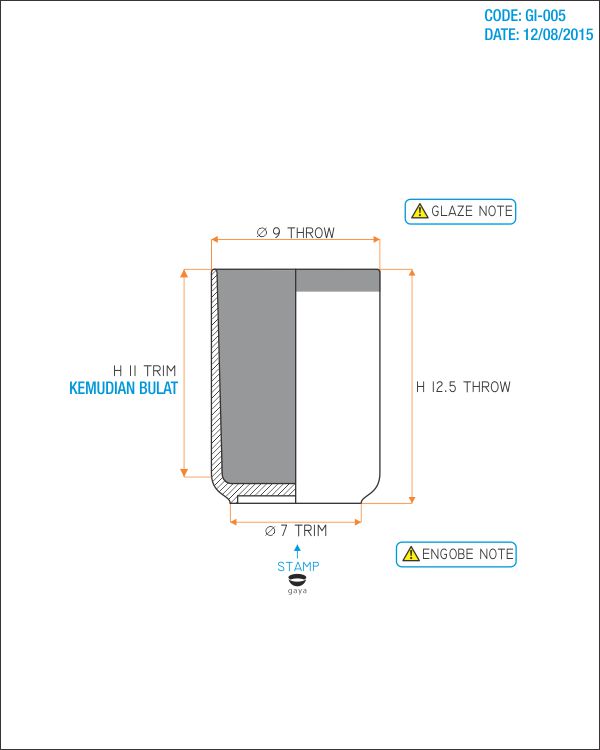 CODE: GI-005
DATE: 12/08/2015
GLAZE NOTE
⌀ 9 THROW
H 11 TRIM
KEMUDIAN BULAT
H 12.5 THROW
⌀ 7 TRIM
ENGOBE NOTE
STAMP
gaya